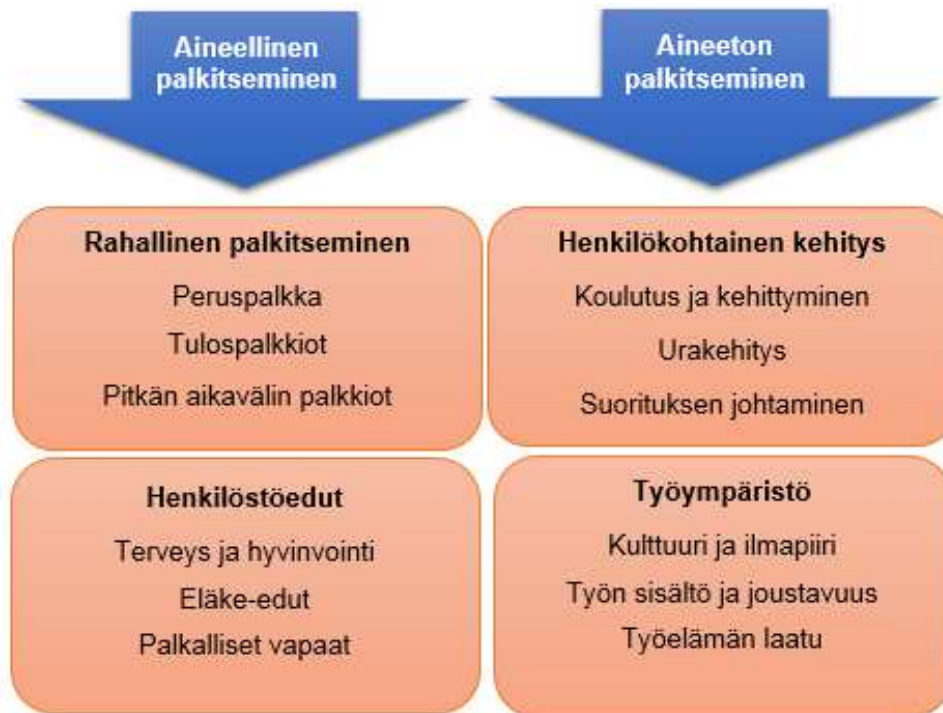 Aineellinen
palkitseminen
Aineeton
palkitseminen
Rahallinen palkitseminen
Peruspalkka
Tulospalkkiot
Pitkän aikavälin palkkiot
Henkilökohtainen kehitys
Koulutus ja kehittyminen
Urakehitys
Suorituksen johtaminen
Henkilöstöedut
Terveys ja hyvinvointi
Eläke-edut
Palkalliset vapaat
Työympäristö
Kulttuuri ja ilmapiiri
Työn sisältö ja joustavuus
Työelämän laatu